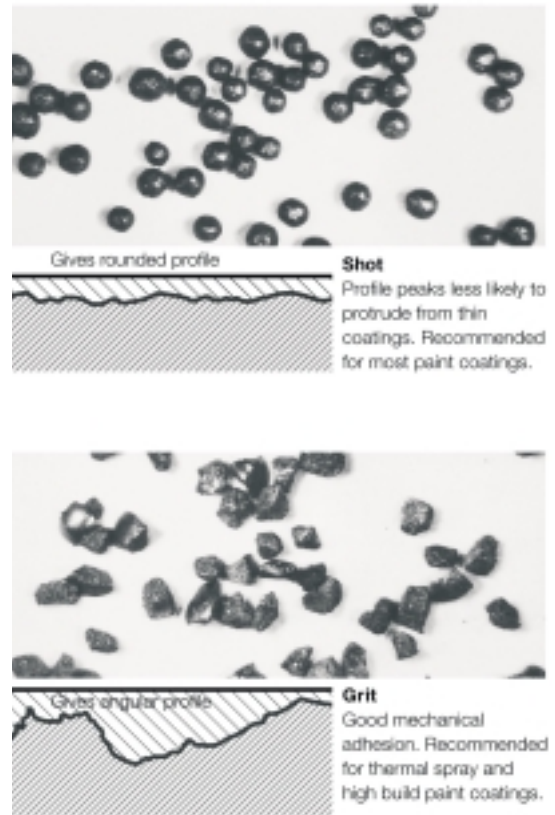 Gives rounded profile
Shot
Profile peaks less likely to
protrude from thin
coatings. Recommended
for most paint coatings.
Gives angular profile
Grit
Good mechanical
adhesion. Recommended
for thermal spray and
high build paint coatings.